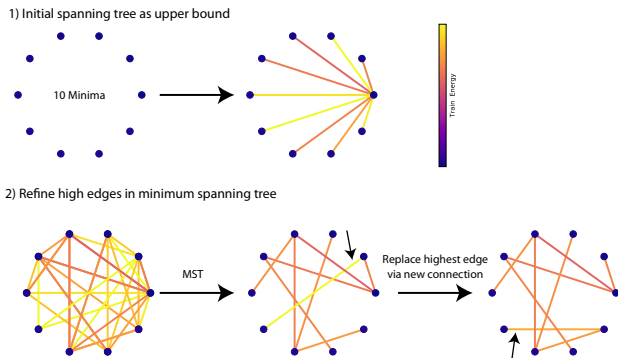 1) Initial spanning tree as upper bound
10 Minima
Train Energy
2) Refine high edges in minimum spanning tree
MST
Replace highest edge
via new connection